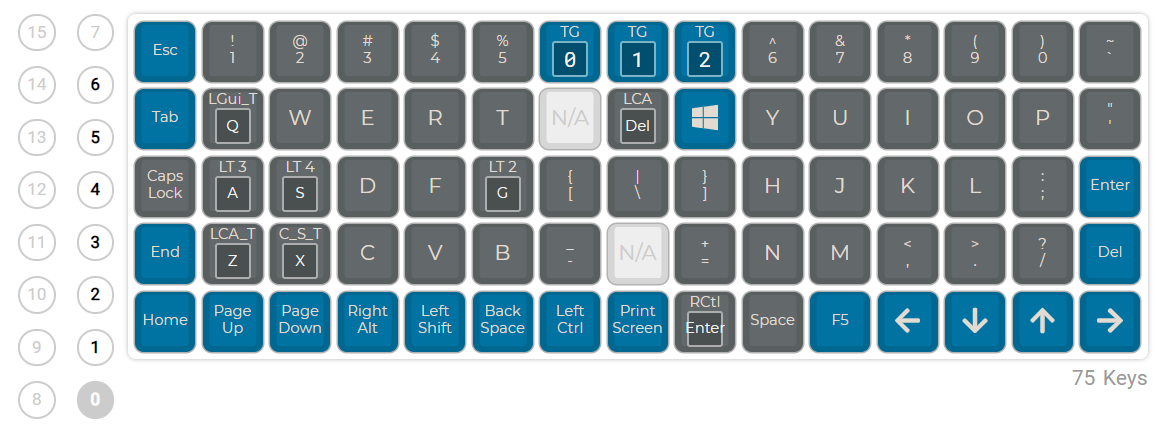 15 7 Esc ! 1 @ 2 # 3 $ 4 % 5 TG 0 TG 1 TG 2 ^ 6 & 7 * 8 ( 9 ) 0 ~ `
14 6 Tab LGui_T Q W E R T N/A LCA Del Y U I O P " '
13 5
12 4 Caps Lock LT 3 A LT 4 S D F LT 2 G { [ | \ } ] H J K L : ; Enter
11 3 End LCA_T Z C_S_T X C V B _ - N/A + = N M < , > . ? / Del
10 2 Home Page Up Page Down Right Alt Left Shift Back Space Left Ctrl Print Screen RCtl Enter Space F5 ← ↓ ↑ →
9 1
75 Keys
8 0